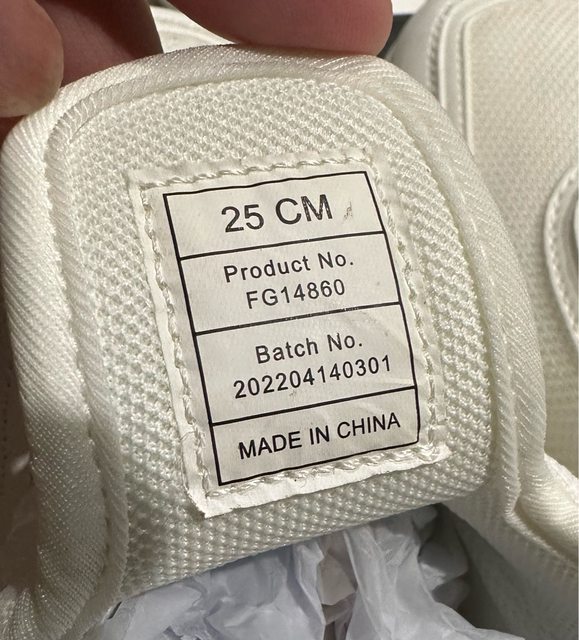 25 CM
Product No.
FG14860
Batch No.
202204140301
MADE IN CHINA